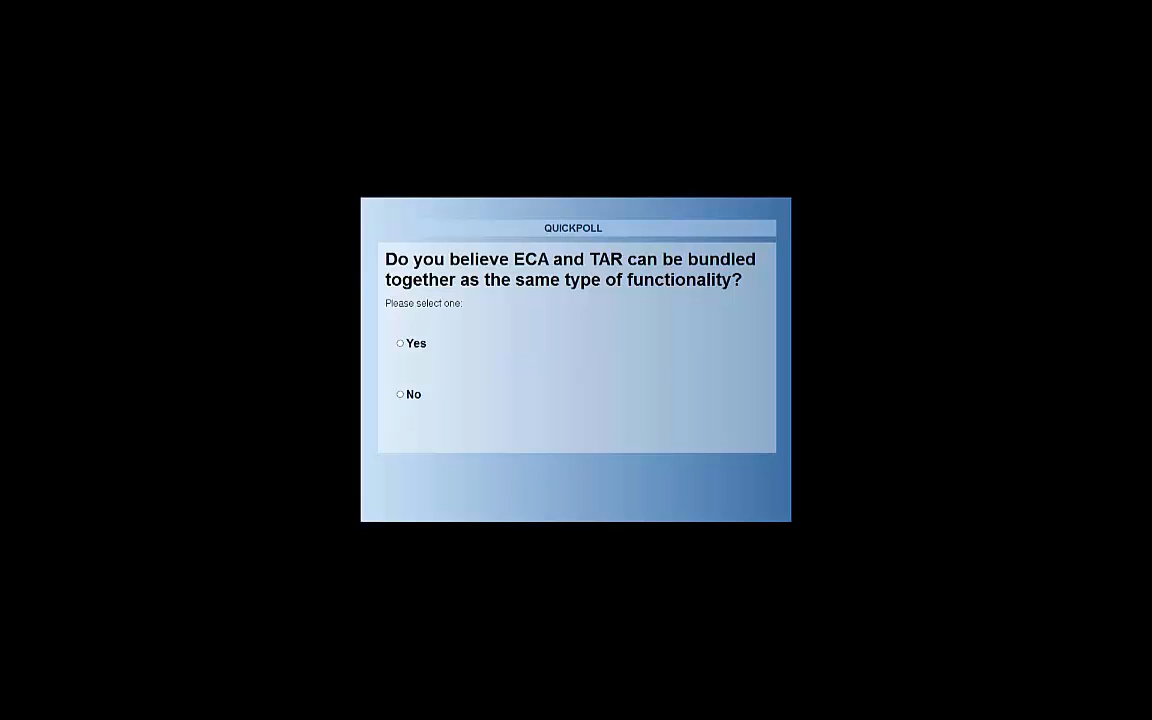 QUICKPOLL
Do you believe ECA and TAR can be bundled
together as the same type of functionality?
Please select one:
Yes
No